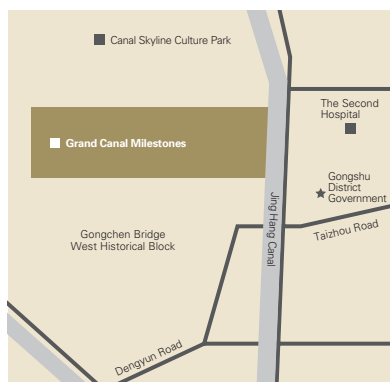 Canal Skyline Culture Park
The Second
Hospital
Grand Canal Milestones
Gongshu
District
Government
Jing Hang Canal
Taizhou Road
Gongchen Bridge
West Historical Block
Dengyun Road